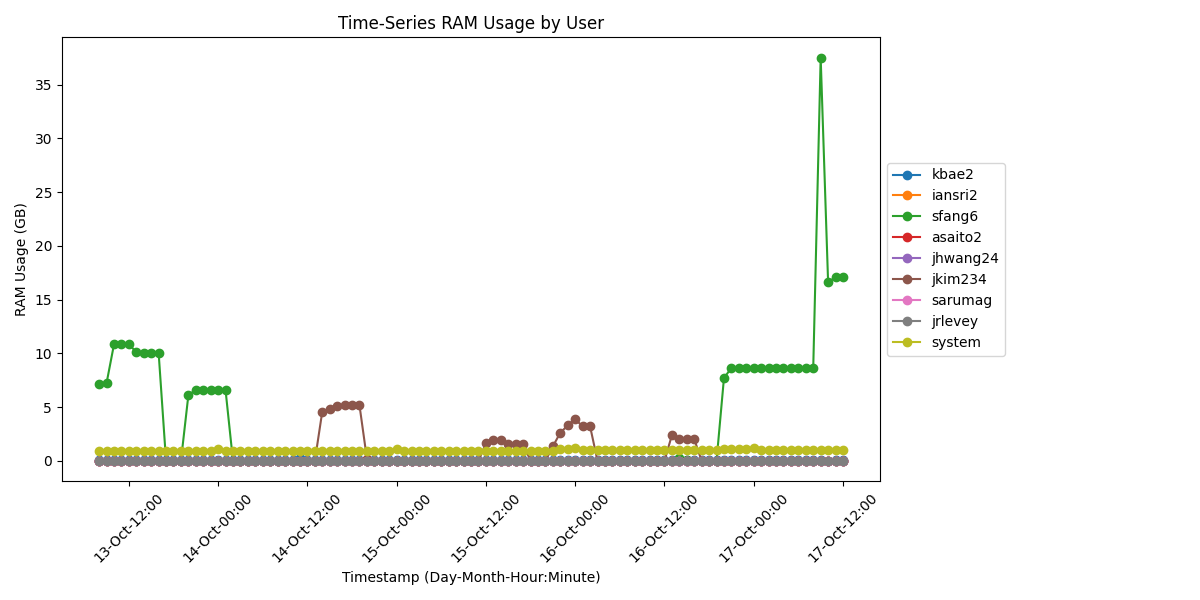 Time-Series RAM Usage by User
RAM Usage (GB)
35
30
25
20
15
10
5
0
13-Oct-12:00
14-Oct-00:00
14-Oct-12:00
15-Oct-00:00
15-Oct-12:00
16-Oct-00:00
16-Oct-12:00
17-Oct-00:00
17-Oct-12:00
Timestamp (Day-Month-Hour:Minute)
kbae2
iansri2
sfang6
asaito2
jhwang24
jkim234
sarumag
jrlevey
system